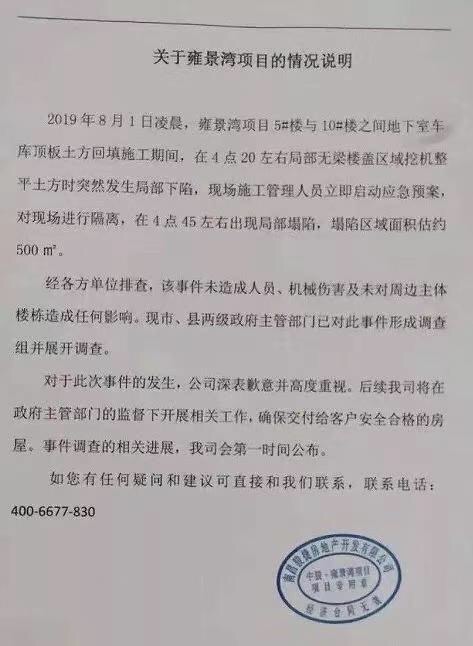 关于雍景湾项目的情况说明
2019年8月1日凌晨，雍景湾项目5#楼与10#楼之间地下室车
库顶板土方回填施工期间，在4点20左右局部无梁楼盖区域挖机整
平土方时突然发生局部下陷，现场施工管理人员立即启动应急预案，
对现场进行隔离，在4点45左右出现局部塌陷，塌陷区域面积估约
500㎡。
经各方单位排查，该事件未造成人员、机械伤害及未对周边主体
楼栋造成任何影响。现市、县两级政府主管部门已对此事件形成调查
组并展开调查。
对于此次事件的发生，公司深表歉意并高度重视。后续我司将在
政府主管部门的监督下开展相关工作，确保交付给客户安全合格的房
屋。事件调查的相关进展，我司会第一时间公布。
如您有任何疑问和建议可直接和我们联系，联系电话：
400-6677-830
房地产开发有限公司
中骏·雍景湾项目
项目专用章
经济合同无效